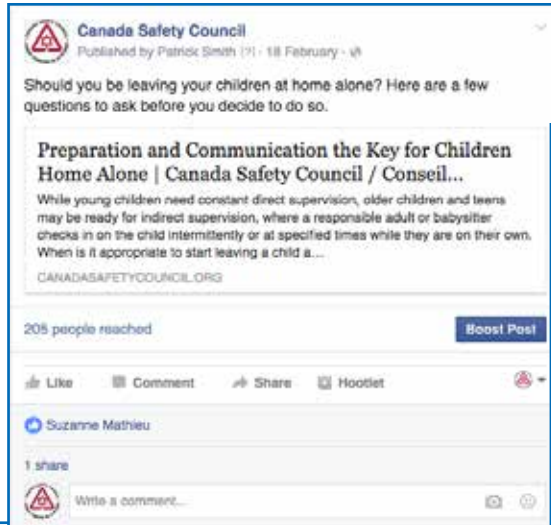 Canada Safety Council
Published by Patrick Smith [?] · 18 February ·
Should you be leaving your children at home alone? Here are a few
questions to ask before you decide to do so.
Preparation and Communication the Key for Children
Home Alone | Canada Safety Council / Conseil...
While young children need constant direct supervision, older children and teens
may be ready for indirect supervision, where a responsible adult or babysitter
checks in on the child intermittently or at specified times while they are on their own.
When is it appropriate to start leaving a child a...
CANADASAFETYCOUNCIL.ORG
205 people reached
Boost Post
Like Comment Share Hootlet
Suzanne Mathieu
1 share
Write a comment...